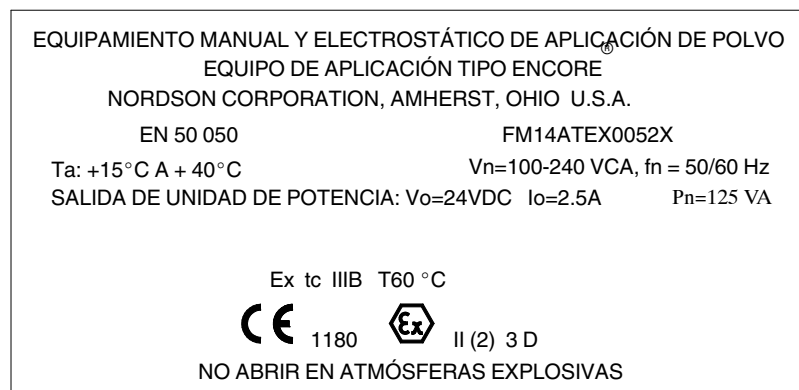 EQUIPAMIENTO MANUAL Y ELECTROSTÁTICO DE APLICACIÓN DE POLVO
EQUIPO DE APLICACIÓN TIPO ENCORE ®
NORDSON CORPORATION, AMHERST, OHIO U.S.A.
EN 50 050 FM14ATEX0052X
Ta: +15°C A + 40°C Vn=100-240 VCA, fn = 50/60 Hz
SALIDA DE UNIDAD DE POTENCIA: Vo=24VDC Io=2.5A Pn=125 VA
Ex tc IIIB T60 °C
CE 1180 Ex II (2) 3 D
NO ABRIR EN ATMÓSFERAS EXPLOSIVAS